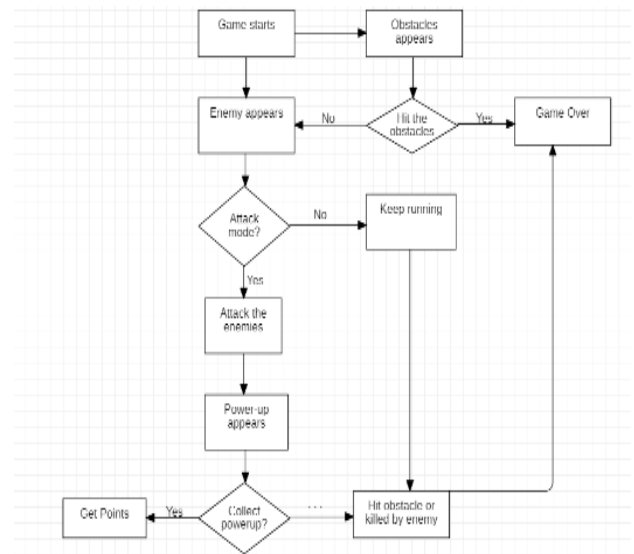 Game starts
Obstacles
appears
Enemy appears
No
Hit the
obstacles
Yes
Game Over
Attack
mode?
No
Keep running
Yes
Attack the
enemies
Power-up
appears
Get Points
Yes
Collect
powerup?
Hit obstacle or
killed by enemy